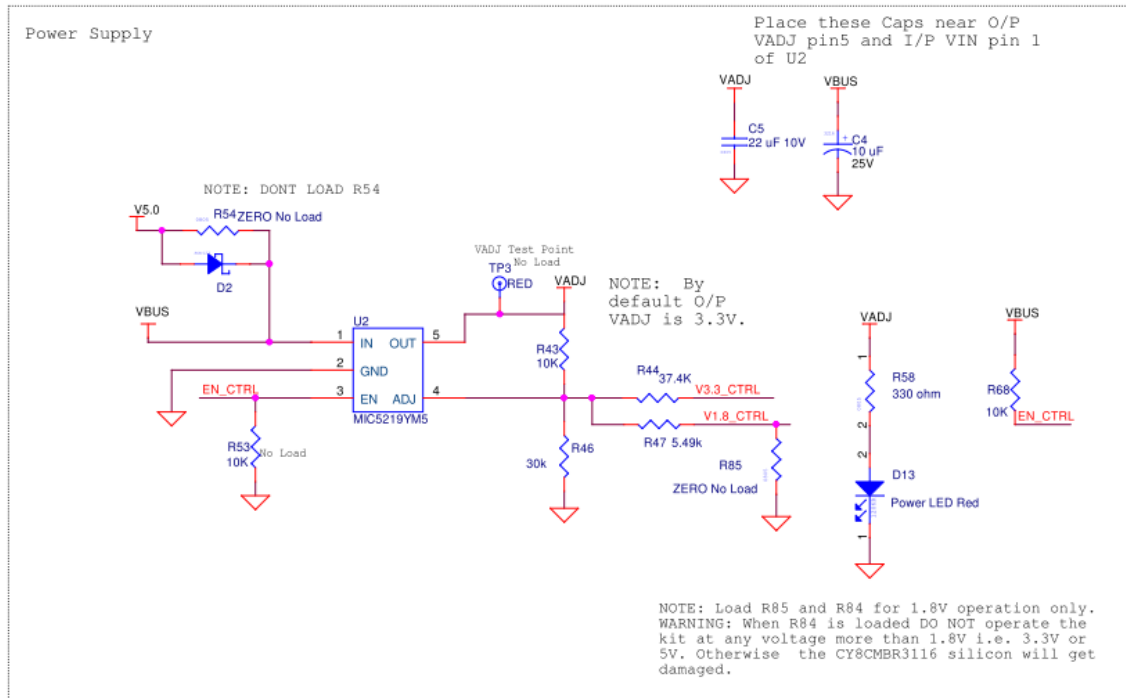 Power Supply
Place these Caps near O/P
VADJ pin5 and I/P VIN pin 1
of U2
VADJ
VBUS
C5
22 uF 10V
+
C4
10 uF
25V
NOTE: DONT LOAD R54
V5.0
R54
ZERO No Load
D2
VADJ Test Point
No Load
TP3
RED
VADJ
NOTE: By
default O/P
VADJ is 3.3V.
VBUS
U2
1
IN
OUT
5
2
GND
EN_CTRL
3
EN
ADJ
4
MIC5219YM5
R43
10K
R44
37.4K
V3.3_CTRL
V1.8_CTRL
R47 5.49k
R53
10K
No Load
R46
30k
R85
ZERO No Load
VADJ
1
R58
330 ohm
2
2
D13
Power LED Red
1
VBUS
R68
10K
EN_CTRL
NOTE: Load R85 and R84 for 1.8V operation only.
WARNING: When R84 is loaded DO NOT operate the
kit at any voltage more than 1.8V i.e. 3.3V or
5V. Otherwise the CY8CMBR3116 silicon will get
damaged.